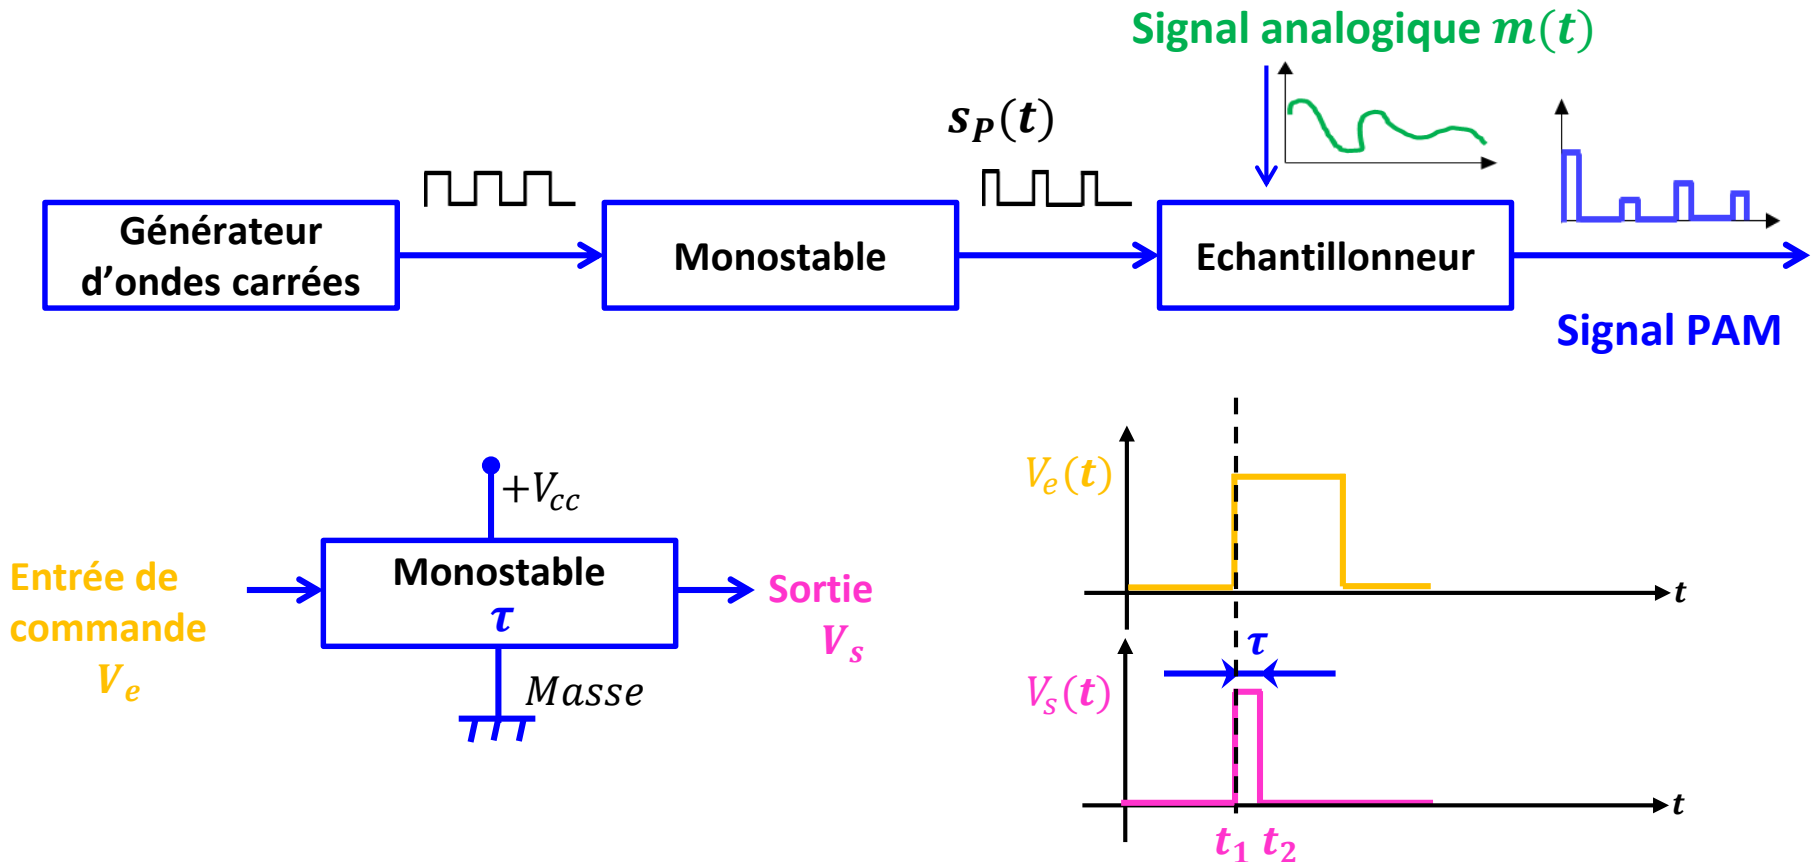 Signal analogique m(t)
s_P(t)
Générateur
d'ondes carrées
Monostable
Echantillonneur
Signal PAM
+V_cc
Entrée de
commande
V_e
Monostable
τ
Sortie
V_s
Masse
V_e(t)
t
τ
V_s(t)
t
t_1 t_2